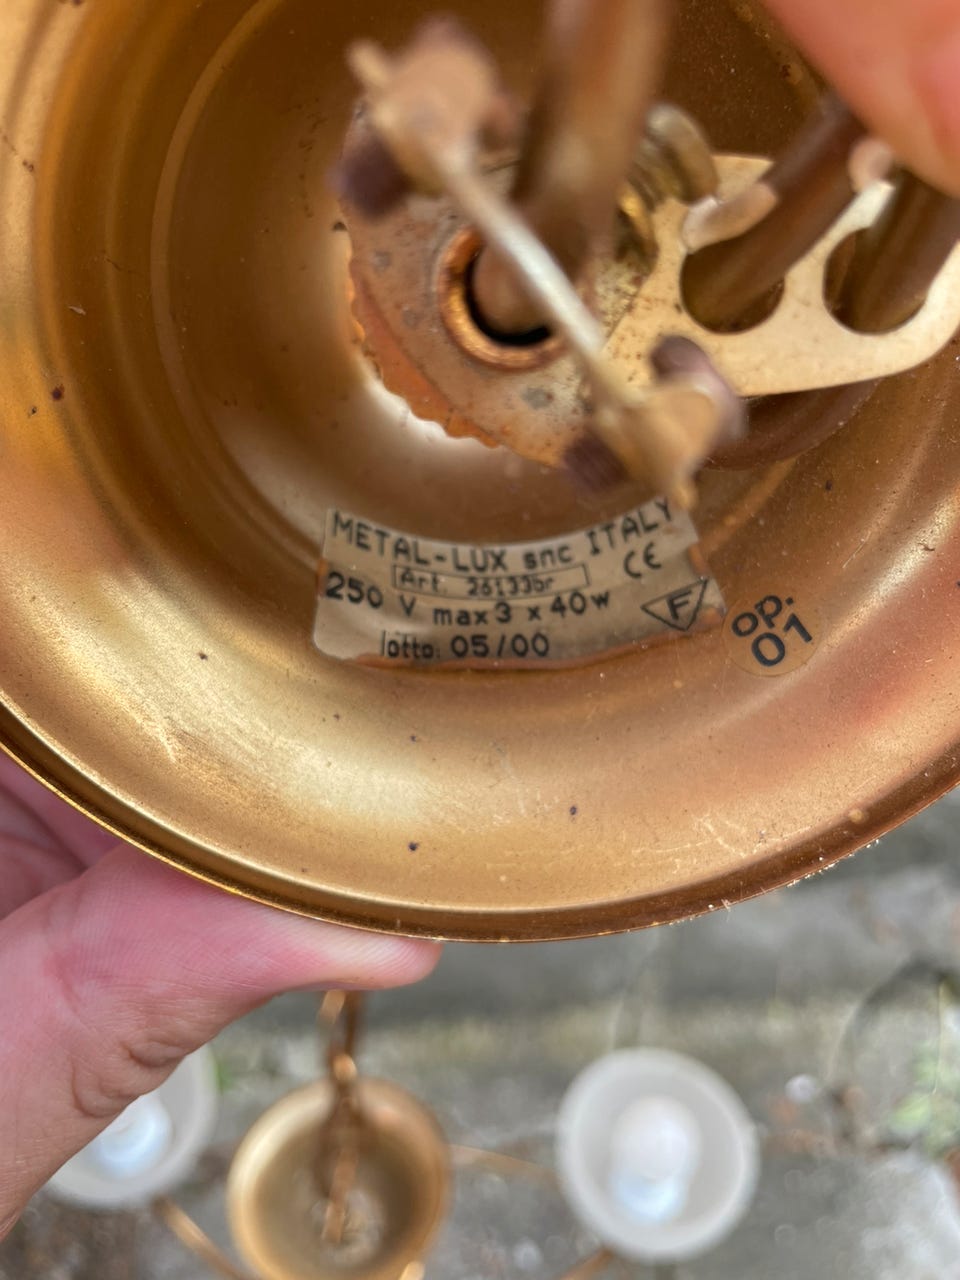 METAL-LUX snc ITALY
Art. 26133br CE
250 V max 3 x 40w F
lotto: 05/00
op.
01